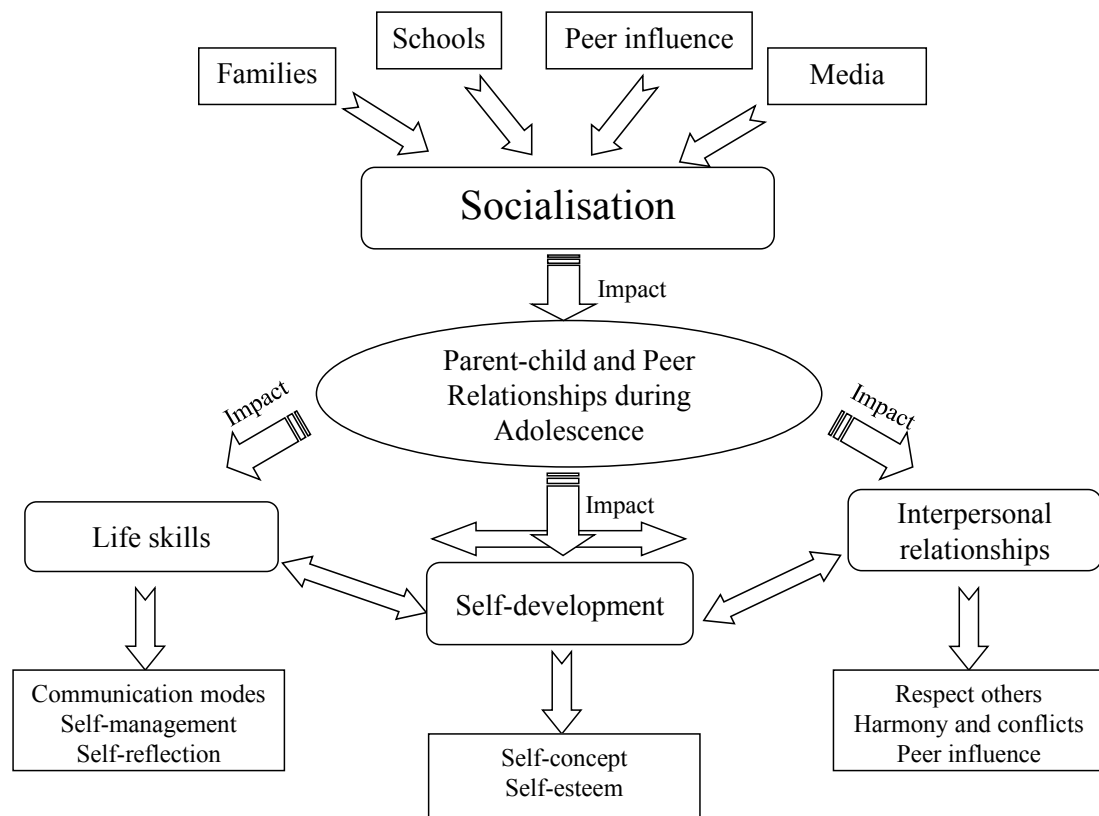 Schools
Peer influence
Families
Media
Socialisation
Impact
Parent-child and Peer
Relationships during
Adolescence
Impact
Impact
Impact
Life skills
Interpersonal
relationships
Self-development
Communication modes
Self-management
Self-reflection
Respect others
Harmony and conflicts
Peer influence
Self-concept
Self-esteem